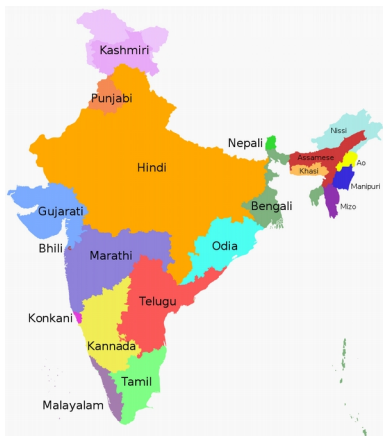 Kashmiri
Punjabi
Nissi
Nepali
Assamese
Ao
Hindi
Khasi
Manipuri
Bengali
Mizo
Gujarati
Odia
Bhili
Marathi
Telugu
Konkani
Kannada
Tamil
Malayalam